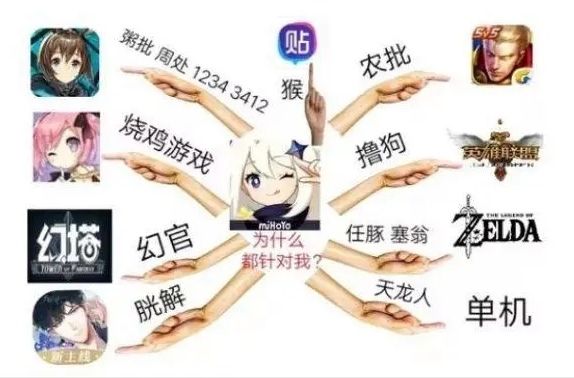 贴
粥批 周处 1234 3412
猴
农批
5V5
烧鸡游戏
撸狗
英雄联盟
miHoYo
为什么
都针对我?
幻塔
TOWER OF FANTASY
幻官
任豚 塞翁
THE LEGEND OF
ZELDA
胱解
天龙人
单机
新主线